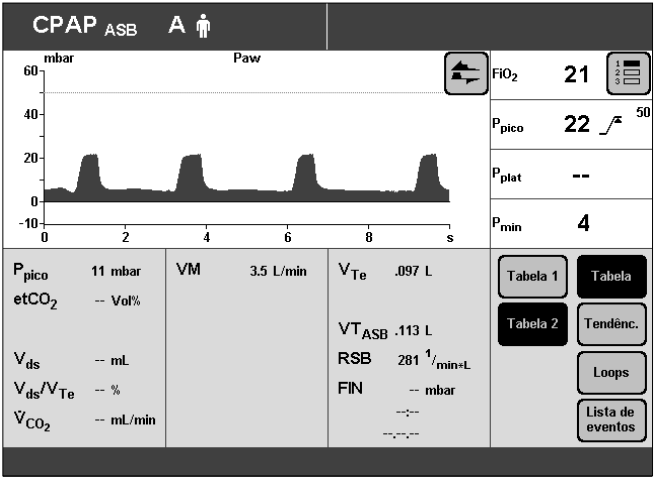 CPAP ASB A
mbar Paw
60
40
20
0
-10
0 2 4 6 8 s
FiO2 21 1 2 3
Ppico 22 50
Pplat --
Pmin 4
Ppico 11 mbar VM 3.5 L/min VTe .097 L
etCO2 -- Vol%
VTASB .113 L
Vds -- mL RSB 281 1/min*L
Vds/VTe -- % FIN -- mbar
V̇CO2 -- mL/min --:--
--.--.--
Tabela 1 Tabela
Tabela 2 Tendênc.
Loops
Lista de
eventos